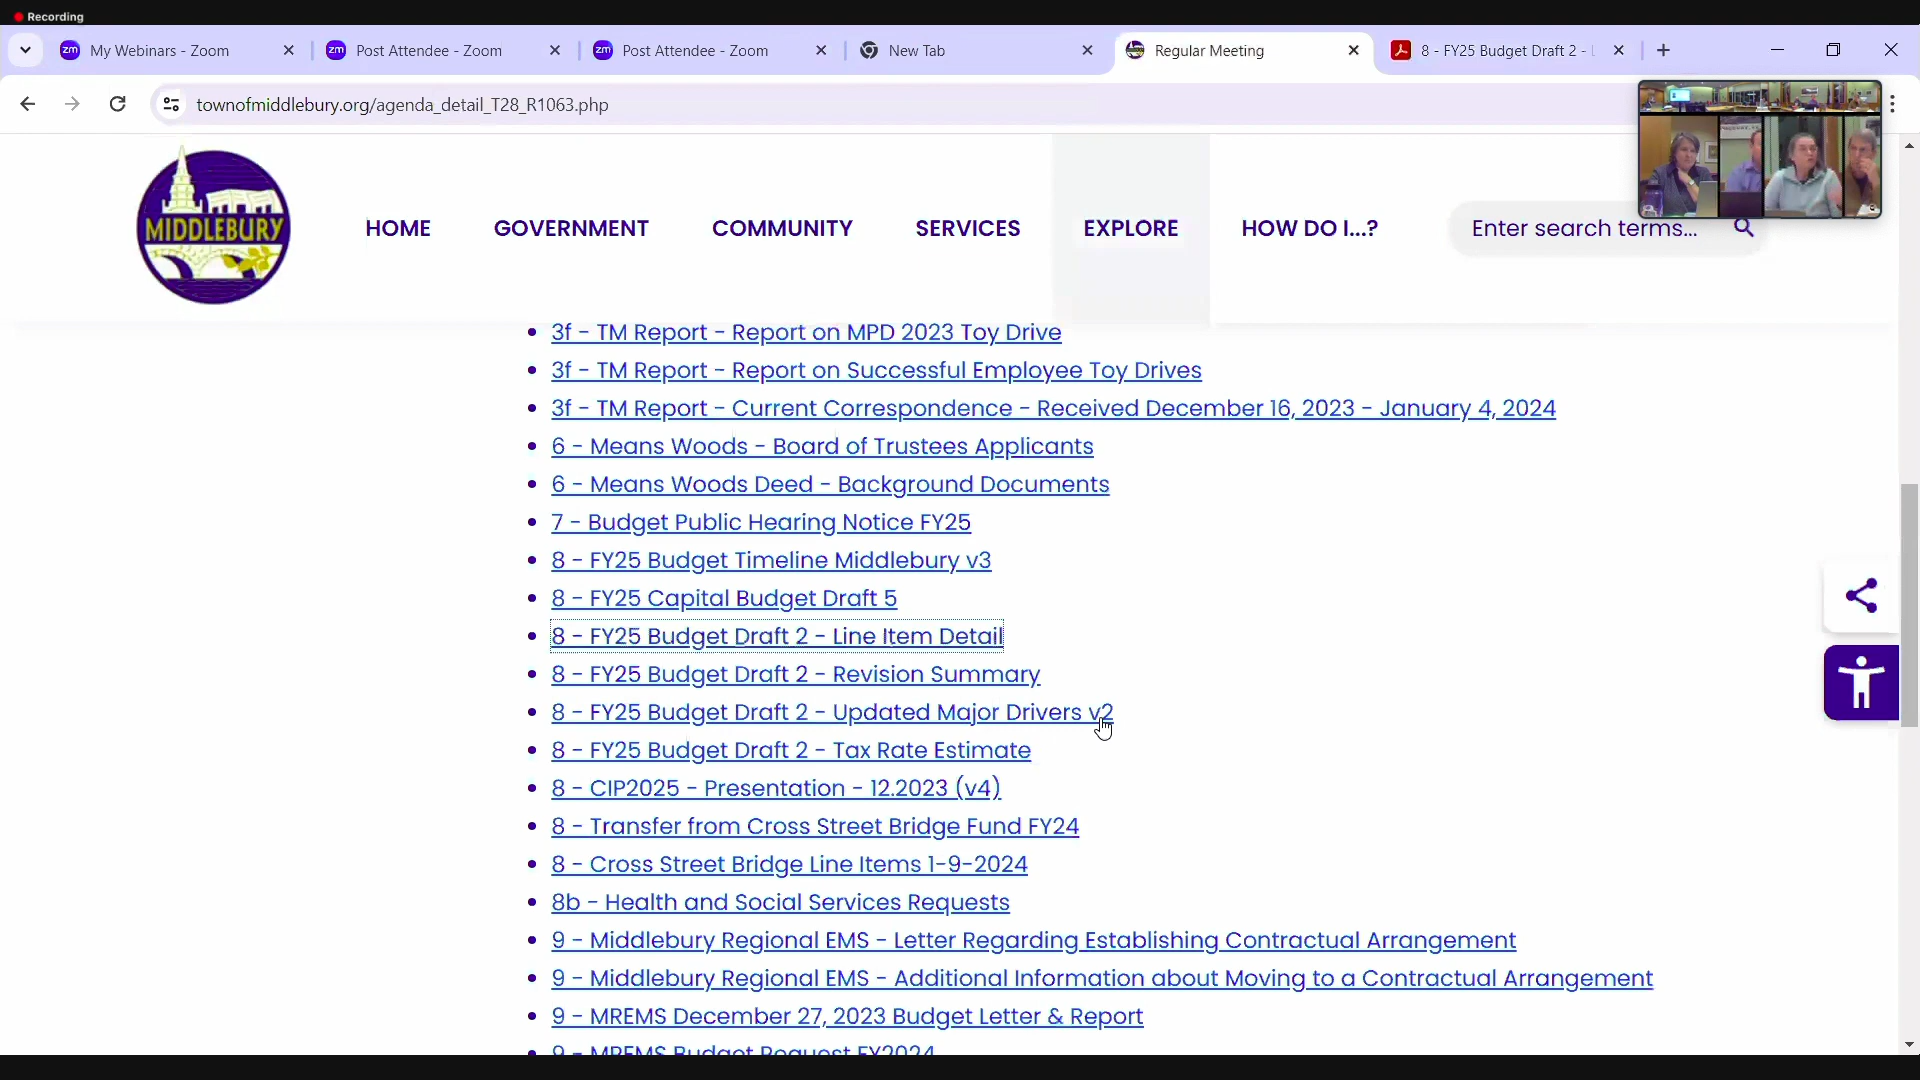 Recording
My Webinars - Zoom
Post Attendee - Zoom
Post Attendee - Zoom
New Tab
Regular Meeting
8 - FY25 Budget Draft 2 -
townofmiddlebury.org/agenda_detail_T28_R1063.php
MIDDLEBURY
HOME
GOVERNMENT
COMMUNITY
SERVICES
EXPLORE
HOW DO I...?
Enter search terms...
3f - TM Report - Report on MPD 2023 Toy Drive
3f - TM Report - Report on Successful Employee Toy Drives
3f - TM Report - Current Correspondence - Received December 16, 2023 - January 4, 2024
6 - Means Woods - Board of Trustees Applicants
6 - Means Woods Deed - Background Documents
7 - Budget Public Hearing Notice FY25
8 - FY25 Budget Timeline Middlebury v3
8 - FY25 Capital Budget Draft 5
8 - FY25 Budget Draft 2 - Line Item Detail
8 - FY25 Budget Draft 2 - Revision Summary
8 - FY25 Budget Draft 2 - Updated Major Drivers v2
8 - FY25 Budget Draft 2 - Tax Rate Estimate
8 - CIP2025 - Presentation - 12.2023 (v4)
8 - Transfer from Cross Street Bridge Fund FY24
8 - Cross Street Bridge Line Items 1-9-2024
8b - Health and Social Services Requests
9 - Middlebury Regional EMS - Letter Regarding Establishing Contractual Arrangement
9 - Middlebury Regional EMS - Additional Information about Moving to a Contractual Arrangement
9 - MREMS December 27, 2023 Budget Letter & Report
9 - MREMS Budget Request FY2024